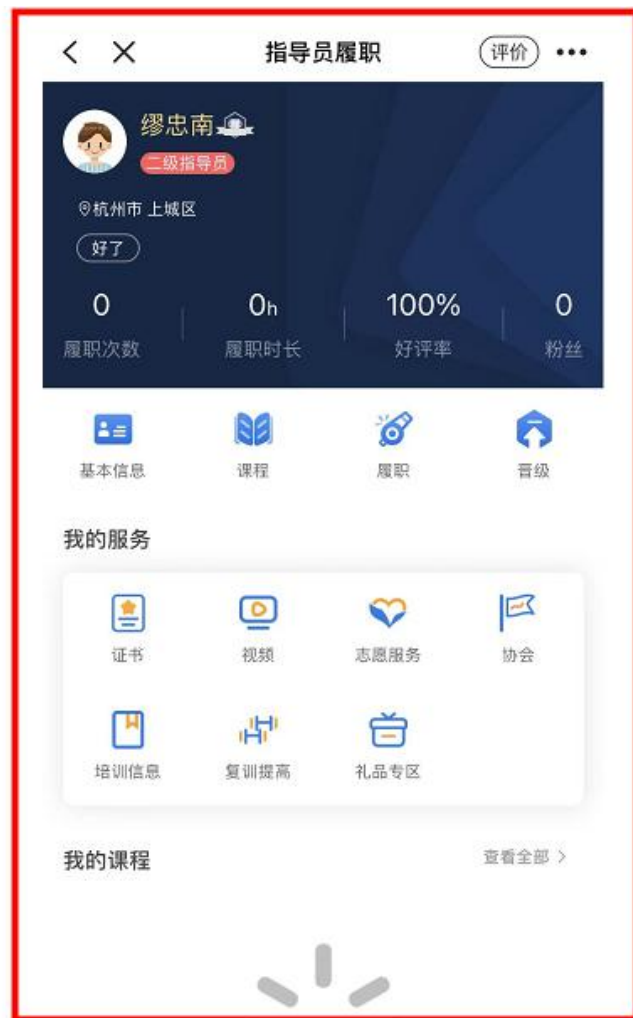 指导员履职 评价
缪忠南
二级指导员
杭州市 上城区
好了
0 0h 100% 0
履职次数 履职时长 好评率 粉丝
基本信息 课程 履职 晋级
我的服务
证书 视频 志愿服务 协会
培训信息 复训提高 礼品专区
我的课程 查看全部 >